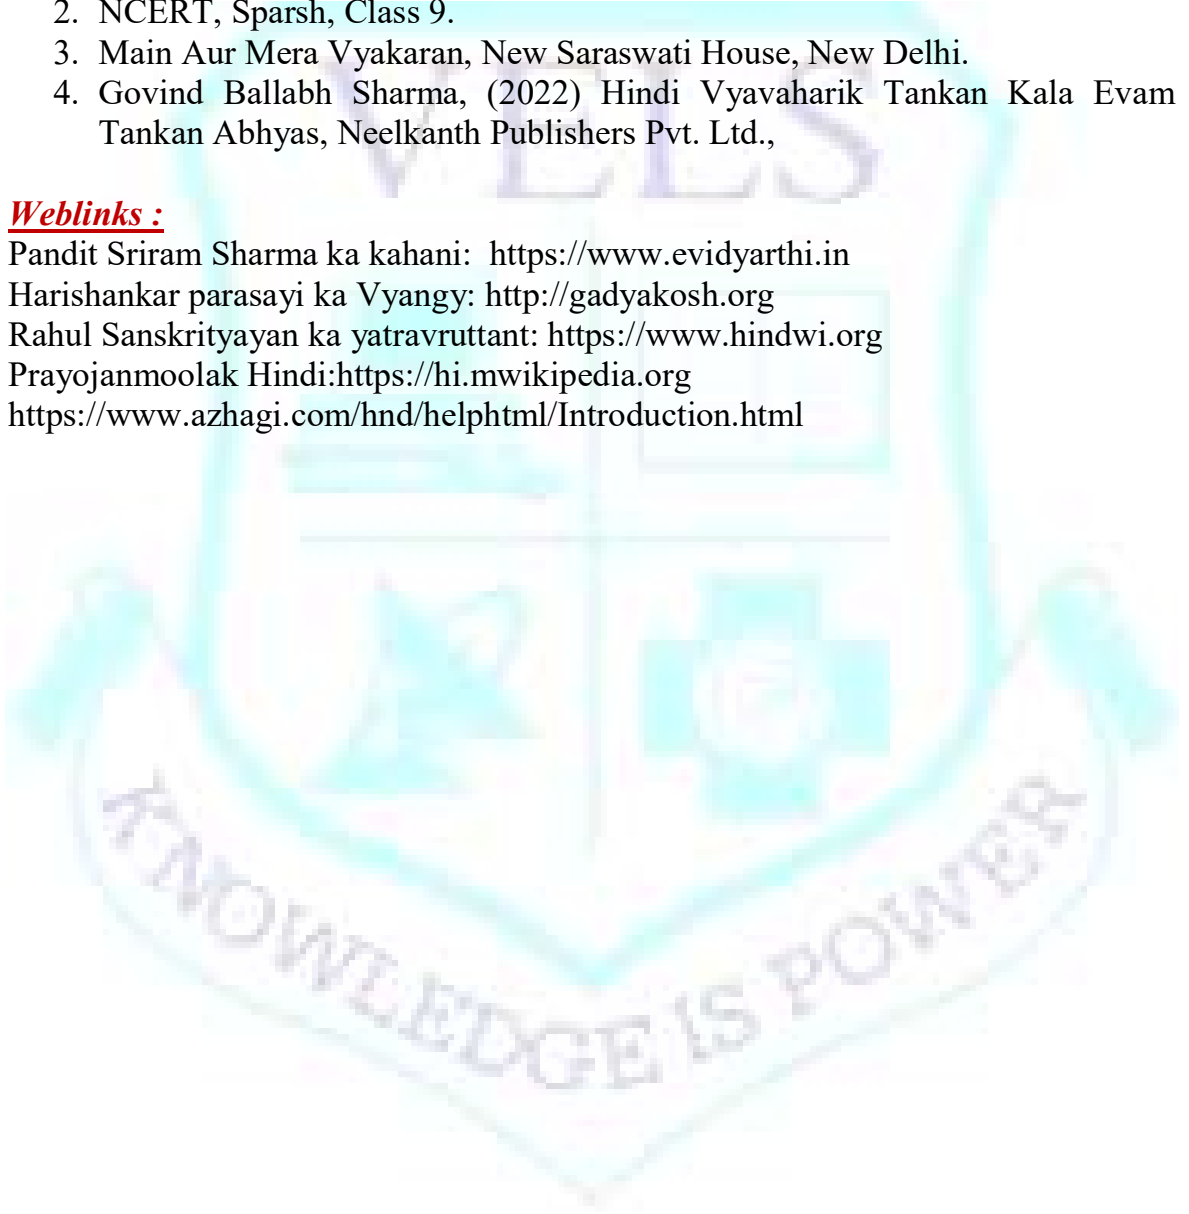 2. NCERT, Sparsh, Class 9.
3. Main Aur Mera Vyakaran, New Saraswati House, New Delhi.
4. Govind Ballabh Sharma, (2022) Hindi Vyavaharik Tankan Kala Evam
Tankan Abhyas, Neelkanth Publishers Pvt. Ltd.,
VELS
Weblinks :
Pandit Sriram Sharma ka kahani: https://www.evidyarthi.in
Harishankar parasayi ka Vyangy: http://gadyakosh.org
Rahul Sanskrityayan ka yatravruttant: https://www.hindwi.org
Prayojanmoolak Hindi:https://hi.mwikipedia.org
https://www.azhagi.com/hnd/helphtml/Introduction.html
KNOWLEDGE IS POWER